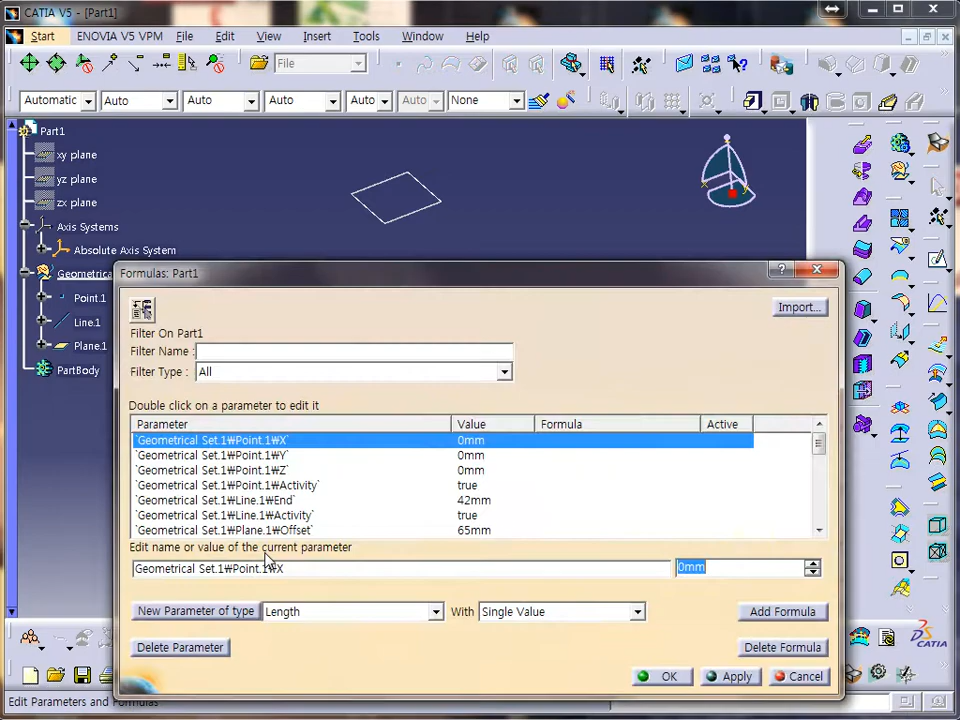 CATIA V5 - [Part1]
Start ENOVIA V5 VPM File Edit View Insert Tools Window Help
File
Automatic Auto Auto Auto Auto Auto None
Part1
xy plane
yz plane
zx plane
Axis Systems
Absolute Axis System
Geometrica
Point.1
Line.1
Plane.1
PartBody
Formulas: Part1
Import...
Filter On Part1
Filter Name :
Filter Type : All
Double click on a parameter to edit it
Parameter Value Formula Active
`Geometrical Set.1₩Point.1₩X` 0mm
`Geometrical Set.1₩Point.1₩Y` 0mm
`Geometrical Set.1₩Point.1₩Z` 0mm
`Geometrical Set.1₩Point.1₩Activity` true
`Geometrical Set.1₩Line.1₩End` 42mm
`Geometrical Set.1₩Line.1₩Activity` true
`Geometrical Set.1₩Plane.1₩Offset` 65mm
Edit name or value of the current parameter
Geometrical Set.1₩Point.1₩X 0mm
New Parameter of type Length With Single Value Add Formula
Delete Parameter Delete Formula
OK Apply Cancel
DS CATIA
Edit Parameters and Formulas